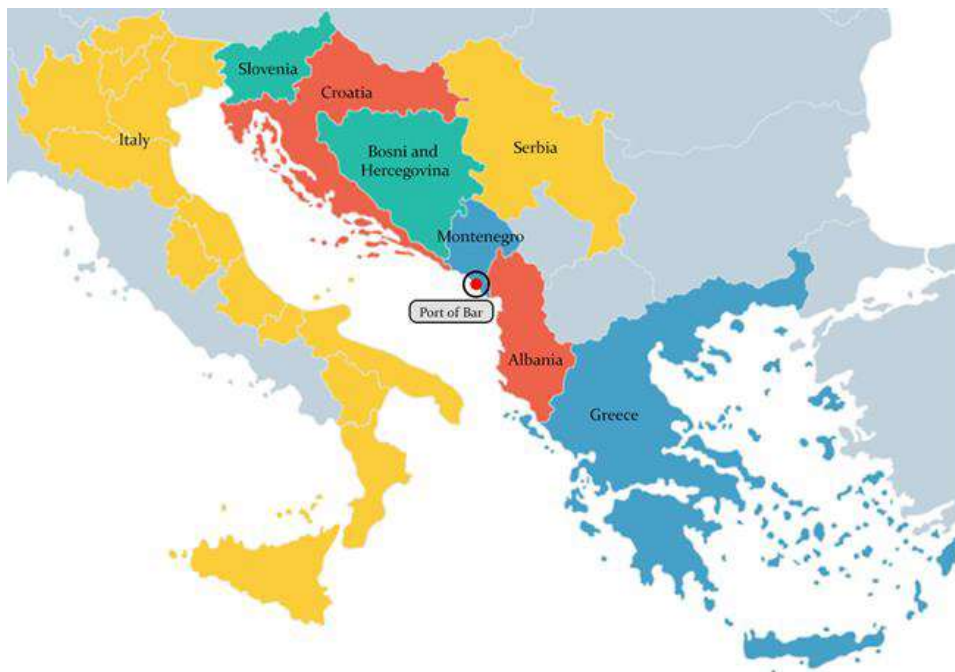 Slovenia
Croatia
Italy
Serbia
Bosni and
Hercegovina
Montenegro
Port of Bar
Albania
Greece